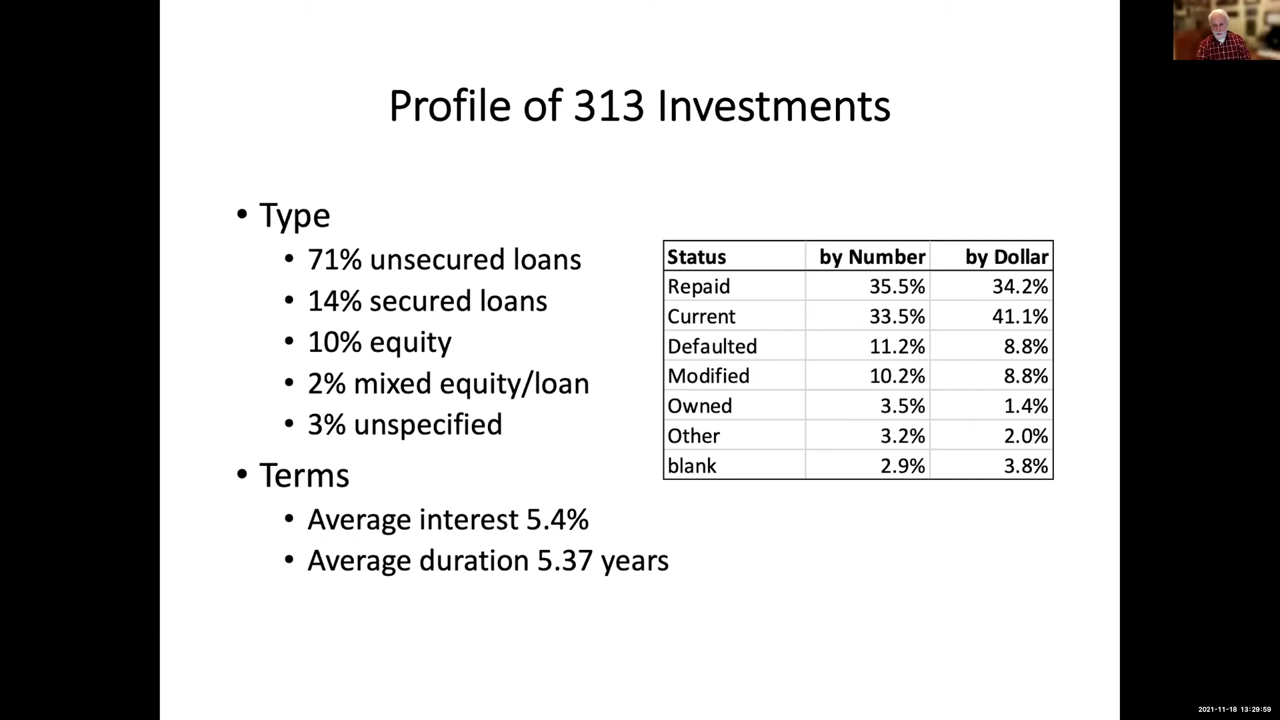 Profile of 313 Investments
• Type
• 71% unsecured loans
• 14% secured loans
• 10% equity
• 2% mixed equity/loan
• 3% unspecified
• Terms
• Average interest 5.4%
• Average duration 5.37 years
Status by Number by Dollar
Repaid 35.5% 34.2%
Current 33.5% 41.1%
Defaulted 11.2% 8.8%
Modified 10.2% 8.8%
Owned 3.5% 1.4%
Other 3.2% 2.0%
blank 2.9% 3.8%
2021-11-18 13:29:59